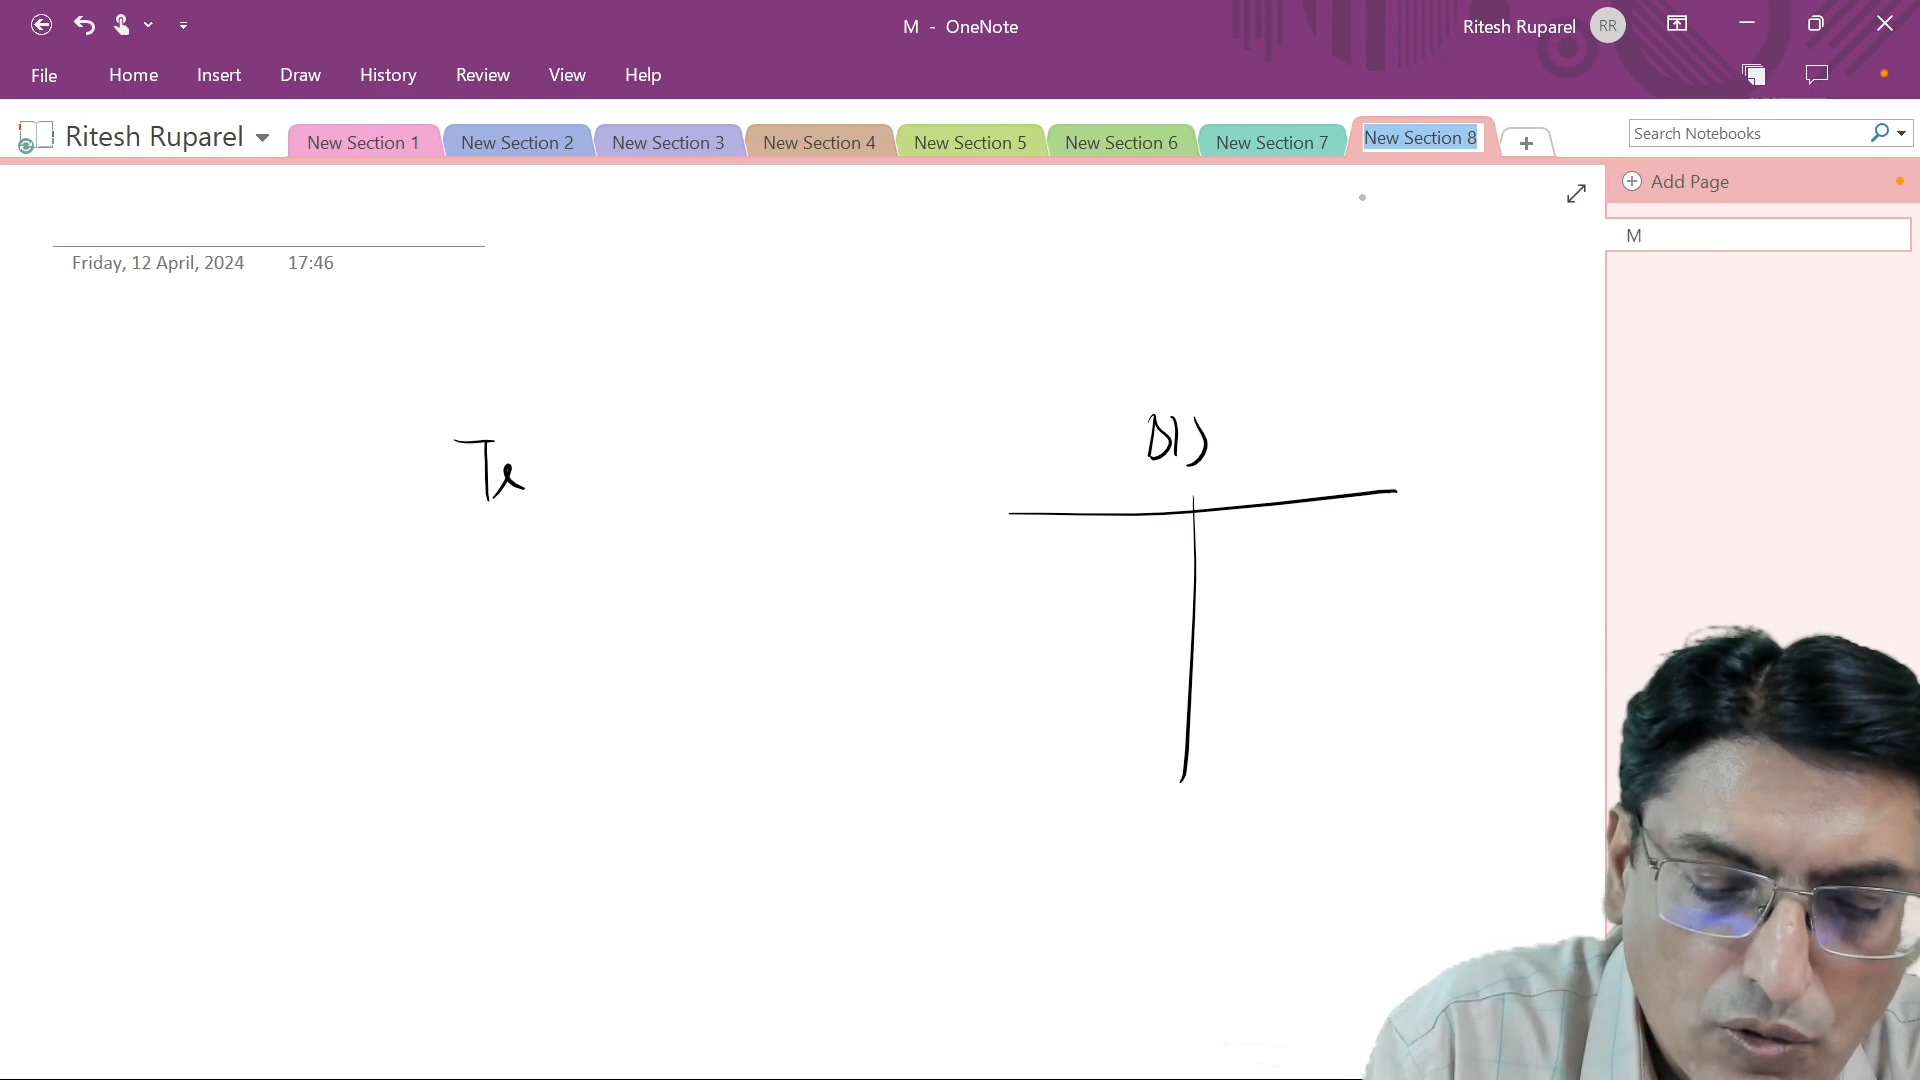 M - OneNote
Ritesh Ruparel RR
File Home Insert Draw History Review View Help
Ritesh Ruparel
New Section 1 New Section 2 New Section 3 New Section 4 New Section 5 New Section 6 New Section 7 New Section 8 +
Search Notebooks
Add Page
M
Friday, 12 April, 2024 17:46
Te